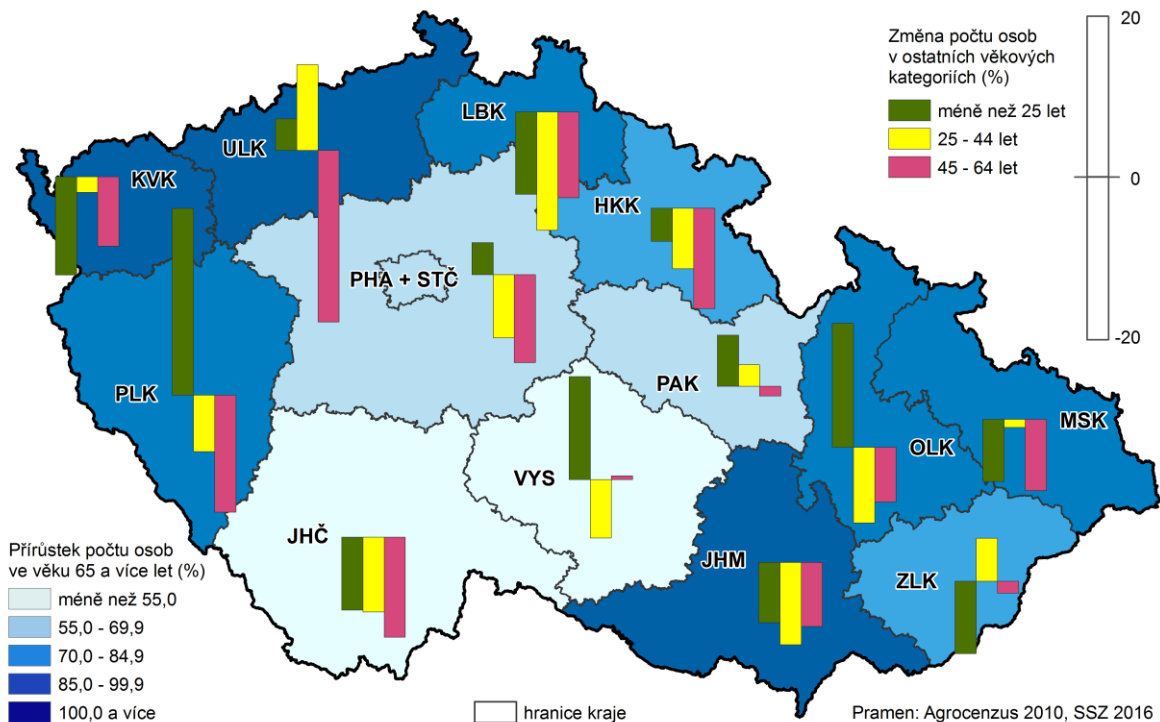 20
Změna počtu osob
v ostatních věkových
kategoriích (%)
méně než 25 let
25 - 44 let
45 - 64 let
0
-20
LBK
ULK
KVK
HKK
PHA + STČ
PLK
PAK
MSK
OLK
VYS
JHČ
JHM
ZLK
Přírůstek počtu osob
ve věku 65 a více let (%)
méně než 55,0
55,0 - 69,9
70,0 - 84,9
85,0 - 99,9
100,0 a více
hranice kraje
Pramen: Agrocenzus 2010, SSZ 2016